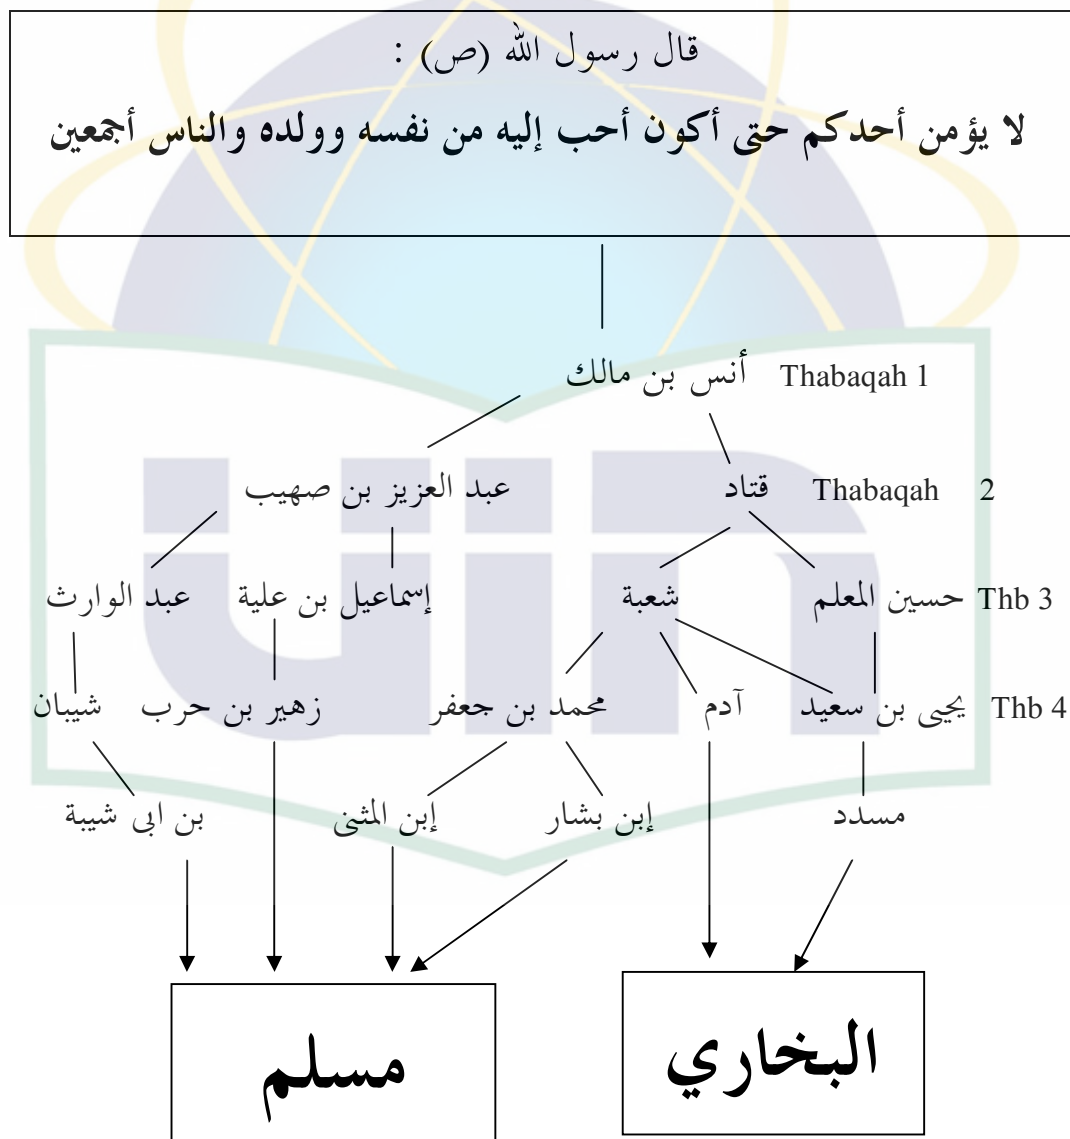 قال رسول الله (ص) :
لا يؤمن أحدكم حتى أكون أحب إليه من نفسه وولده والناس أجمعين
أنس بن مالك Thabaqah 1
عبد العزيز بن صهيب قتاد Thabaqah 2
عبد الوارث إسماعيل بن علية شعبة حسين المعلم Thb 3
شيبان زهير بن حرب محمد بن جعفر آدم يحيى بن سعيد Thb 4
بن ابى شيبة إبن المثنى إبن بشار مسدد
مسلم البخاري
uin